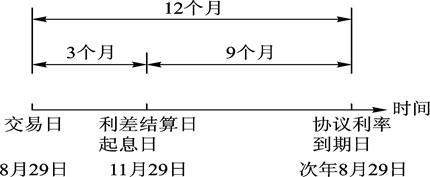 12个月
3个月
9个月
时间
交易日
利差结算日
起息日
协议利率
到期日
8月29日
11月29日
次年8月29日